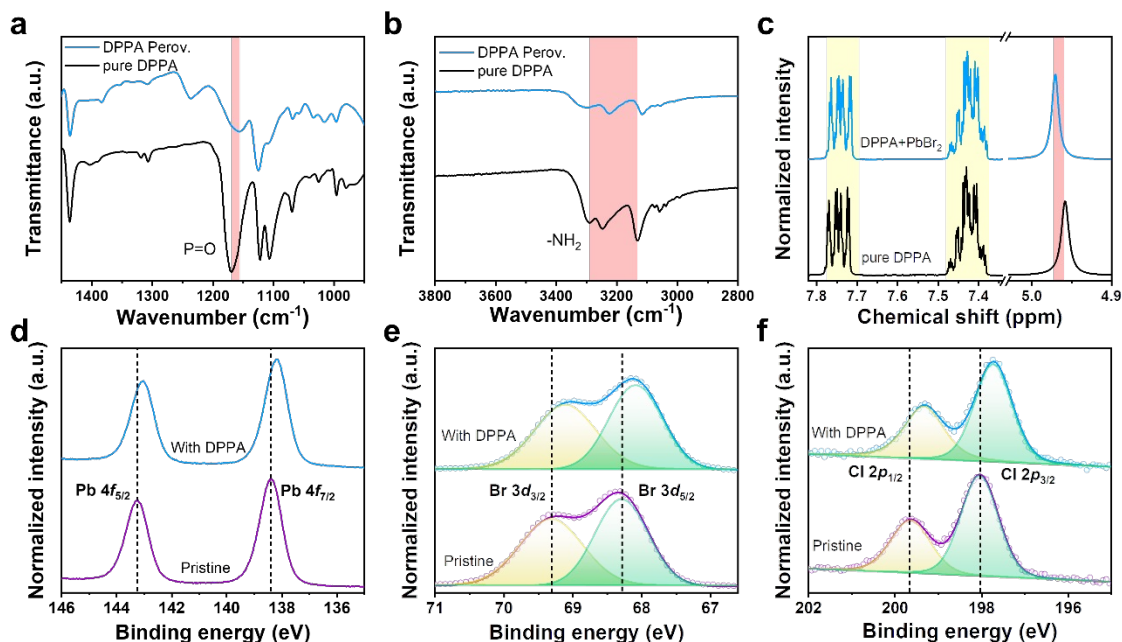 a
DPPA Perov.
pure DPPA
P=O
Transmittance (a.u.)
1400 1300 1200 1100 1000
Wavenumber (cm⁻¹)
b
DPPA Perov.
pure DPPA
-NH₂
Transmittance (a.u.)
3800 3600 3400 3200 3000 2800
Wavenumber (cm⁻¹)
c
DPPA+PbBr₂
pure DPPA
Normalized intensity
7.8 7.7 7.5 7.4 5.0 4.9
Chemical shift (ppm)
d
With DPPA
Pb 4f₅/₂ Pb 4f₇/₂
Pristine
Normalized intensity (a.u.)
146 144 142 140 138 136
Binding energy (eV)
e
With DPPA
Br 3d₃/₂ Br 3d₅/₂
Pristine
Normalized intensity (a.u.)
71 70 69 68 67
Binding energy (eV)
f
With DPPA
Cl 2p₁/₂ Cl 2p₃/₂
Pristine
Normalized intensity (a.u.)
202 200 198 196
Binding energy (eV)